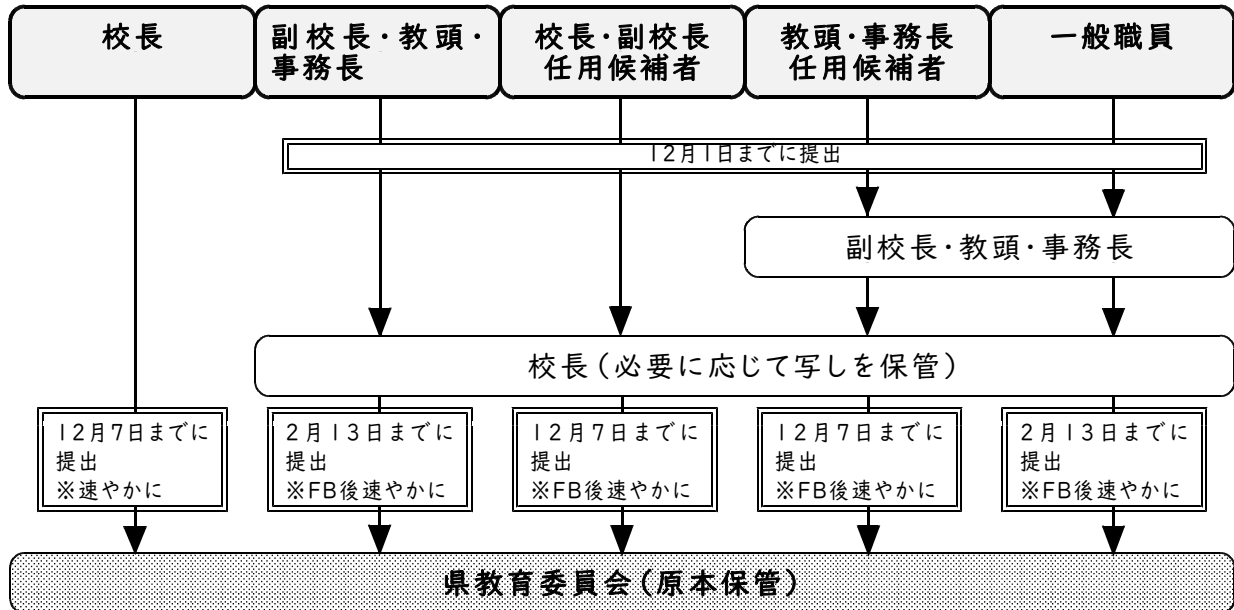 校長
副校長・教頭・
事務長
校長・副校長
任用候補者
教頭・事務長
任用候補者
一般職員
12月1日までに提出
副校長・教頭・事務長
校長(必要に応じて写しを保管)
12月7日までに
提出
※速やかに
2月13日までに
提出
※FB後速やかに
12月7日までに
提出
※FB後速やかに
12月7日までに
提出
※FB後速やかに
2月13日までに
提出
※FB後速やかに
県教育委員会(原本保管)